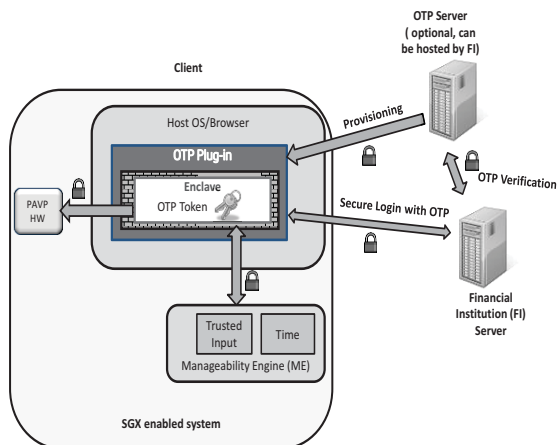 OTP Server
( optional, can
be hosted by FI)
Client
Host OS/Browser
Provisioning
OTP Plug-in
Enclave
OTP Token
PAVP
HW
OTP Verification
Secure Login with OTP
Financial
Institution (FI)
Server
Trusted
Input
Time
Manageability Engine (ME)
SGX enabled system